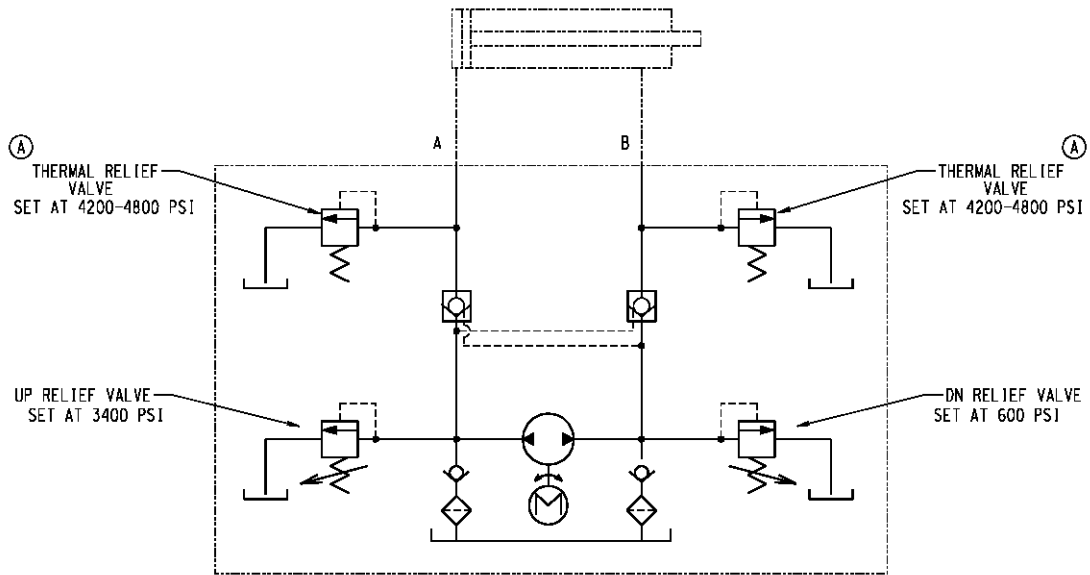 A B
Ⓐ Ⓐ
THERMAL RELIEF
VALVE
SET AT 4200-4800 PSI
THERMAL RELIEF
VALVE
SET AT 4200-4800 PSI
UP RELIEF VALVE
SET AT 3400 PSI
DN RELIEF VALVE
SET AT 600 PSI
M